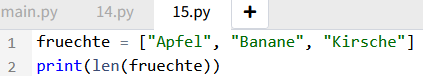 main.py 14.py 15.py +
1 fruechte = ["Apfel", "Banane", "Kirsche"]
2 print(len(fruechte))